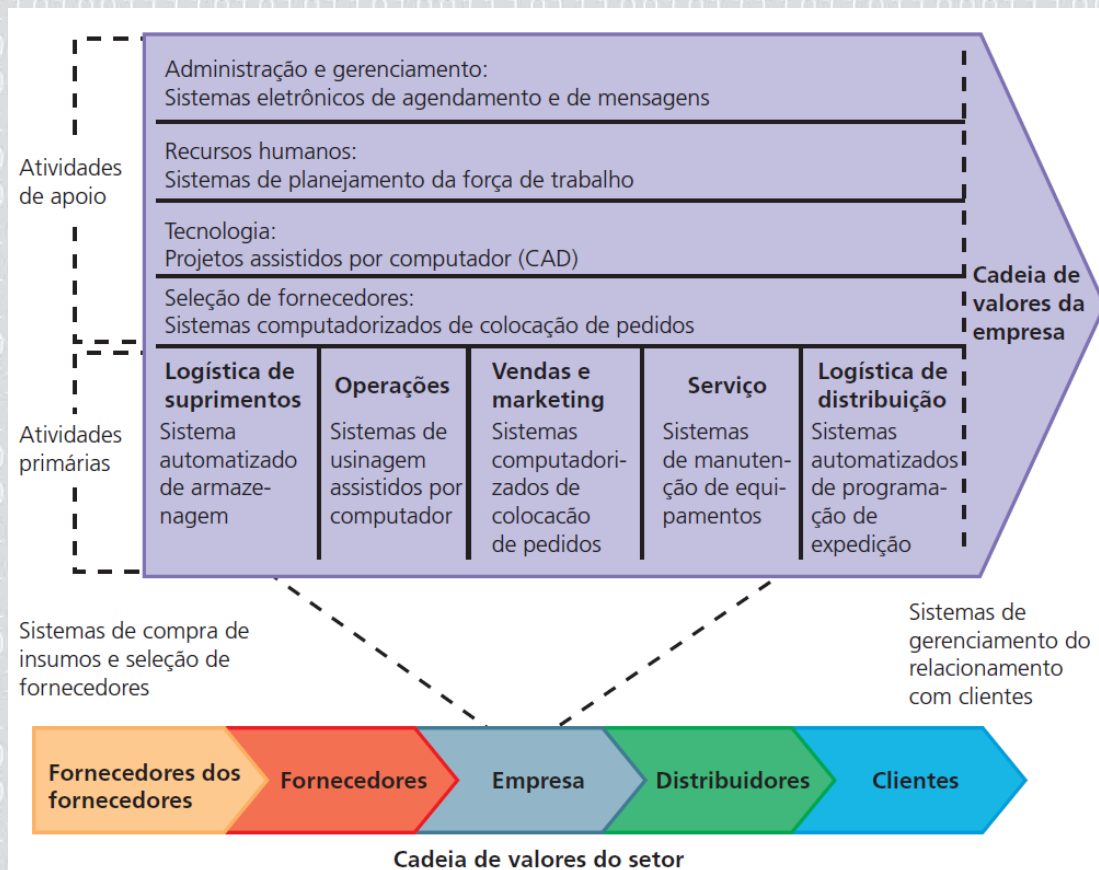 Administração e gerenciamento:
Sistemas eletrônicos de agendamento e de mensagens
Recursos humanos:
Sistemas de planejamento da força de trabalho
Atividades
de apoio
Tecnologia:
Projetos assistidos por computador (CAD)
Seleção de fornecedores:
Sistemas computadorizados de colocação de pedidos
Cadeia de
valores da
empresa
Atividades
primárias
Logística de
suprimentos
Sistema
automatizado
de armaze-
nagem
Operações
Sistemas de
usinagem
assistidos por
computador
Vendas e
marketing
Sistemas
computadori-
zados de
colocacão
de pedidos
Serviço
Sistemas
de manuten-
ção de equi-
pamentos
Logística de
distribuição
Sistemas
automatizados
de programa-
ção de
expedição
Sistemas de compra de
insumos e seleção de
fornecedores
Sistemas de
gerenciamento do
relacionamento
com clientes
Fornecedores dos
fornecedores
Fornecedores
Empresa
Distribuidores
Clientes
Cadeia de valores do setor